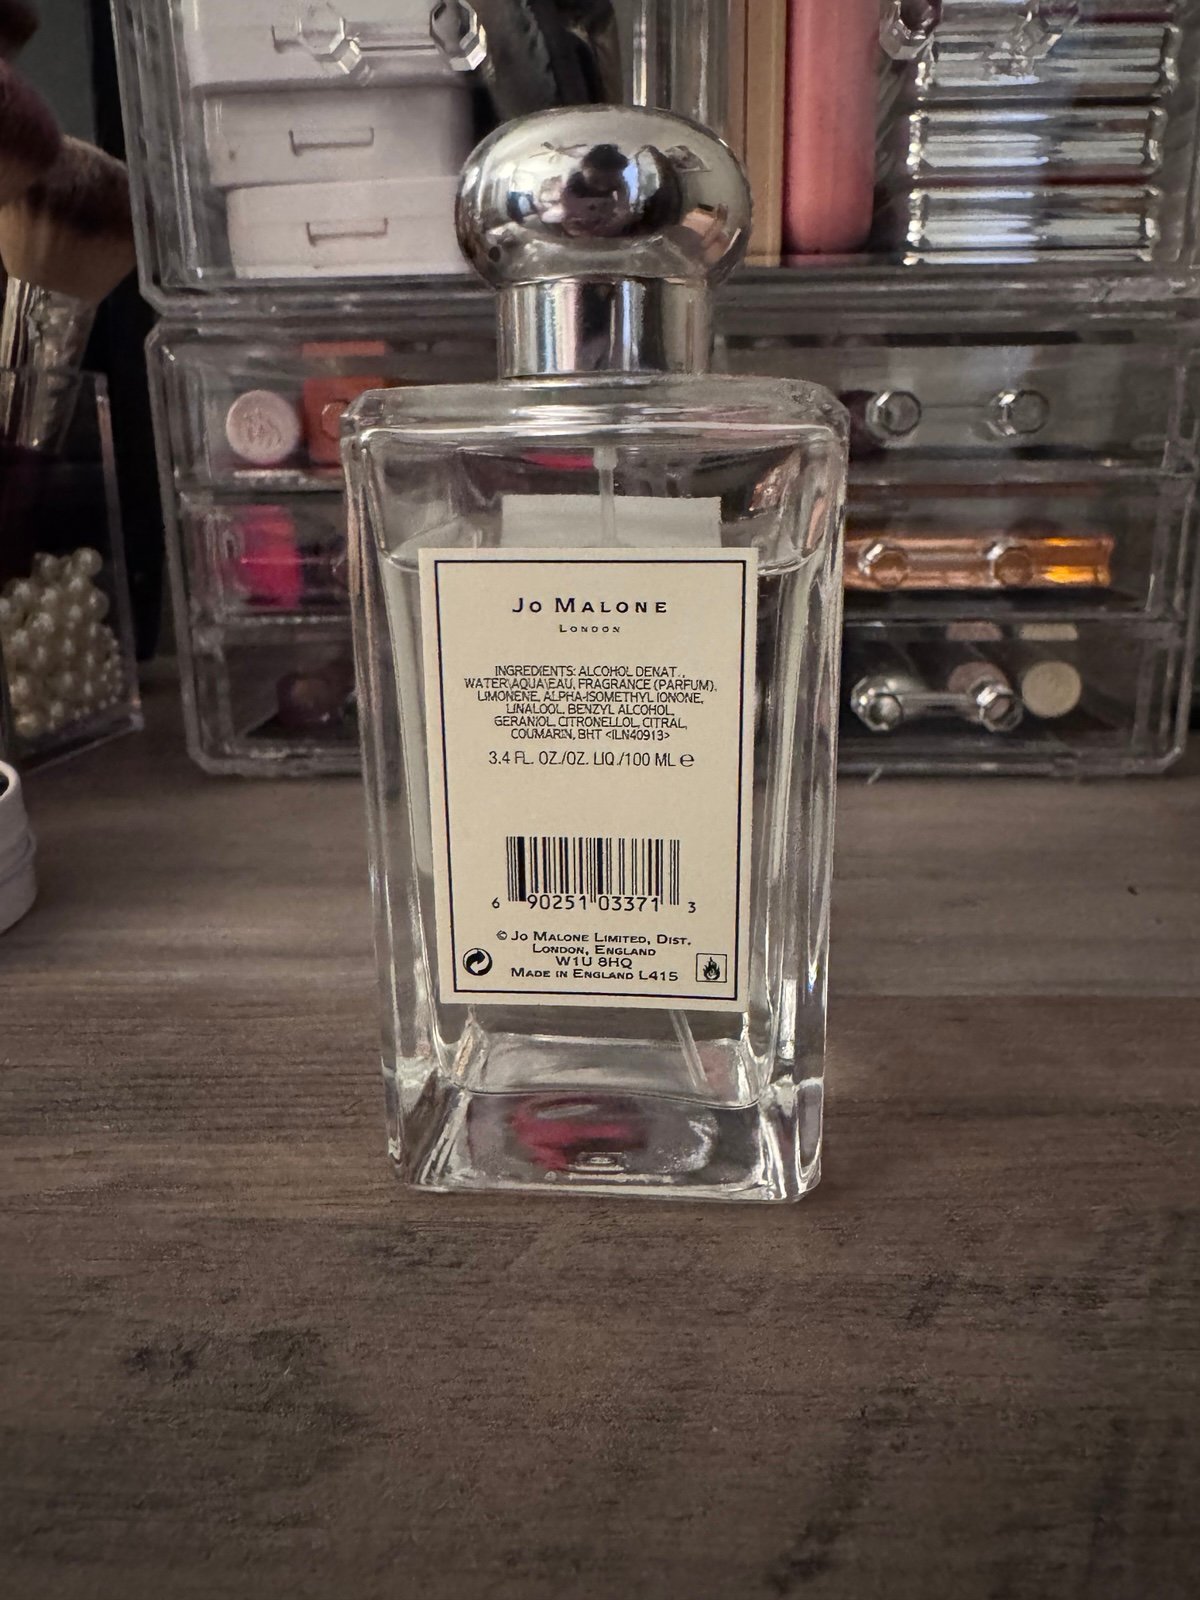 JO MALONE
LONDON
INGREDIENTS: ALCOHOL DENAT.,
WATER\AQUA\EAU, FRAGRANCE (PARFUM),
LIMONENE, ALPHA-ISOMETHYL IONONE,
LINALOOL, BENZYL ALCOHOL,
GERANIOL, CITRONELLOL, CITRAL,
COUMARIN, BHT <ILN40913>
3.4 FL. OZ./OZ. LIQ./100 ML ℮
6 90251 03371 3
© JO MALONE LIMITED, DIST.
LONDON, ENGLAND
W1U 8HQ
MADE IN ENGLAND L415